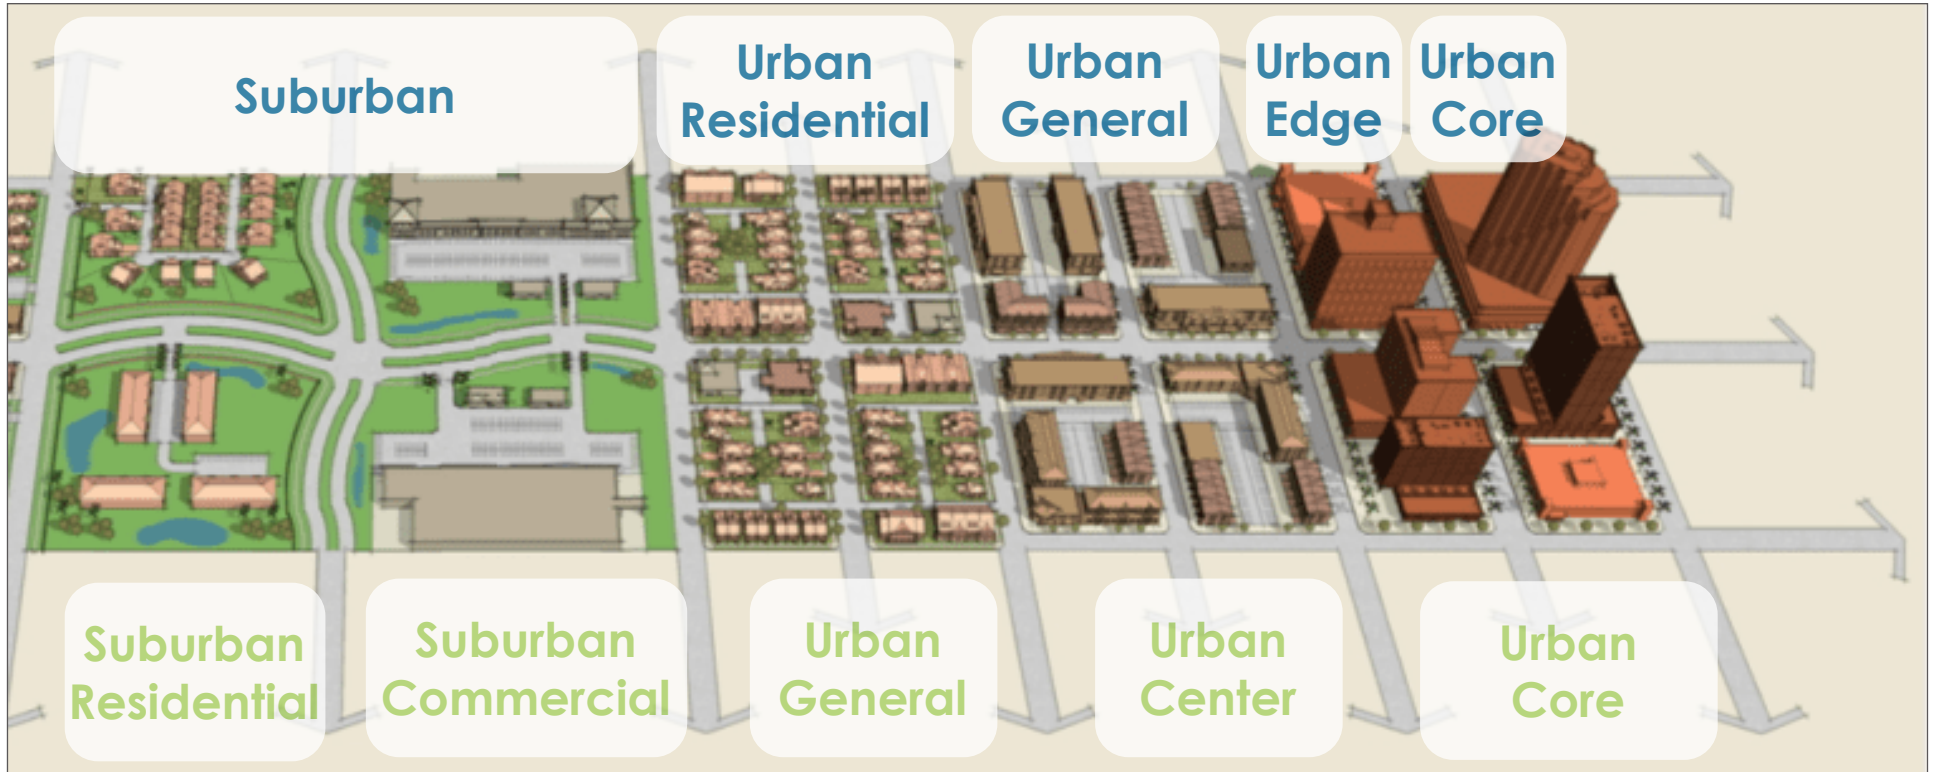 Suburban
Urban
Residential
Urban
General
Urban
Edge
Urban
Core
Suburban
Residential
Suburban
Commercial
Urban
General
Urban
Center
Urban
Core